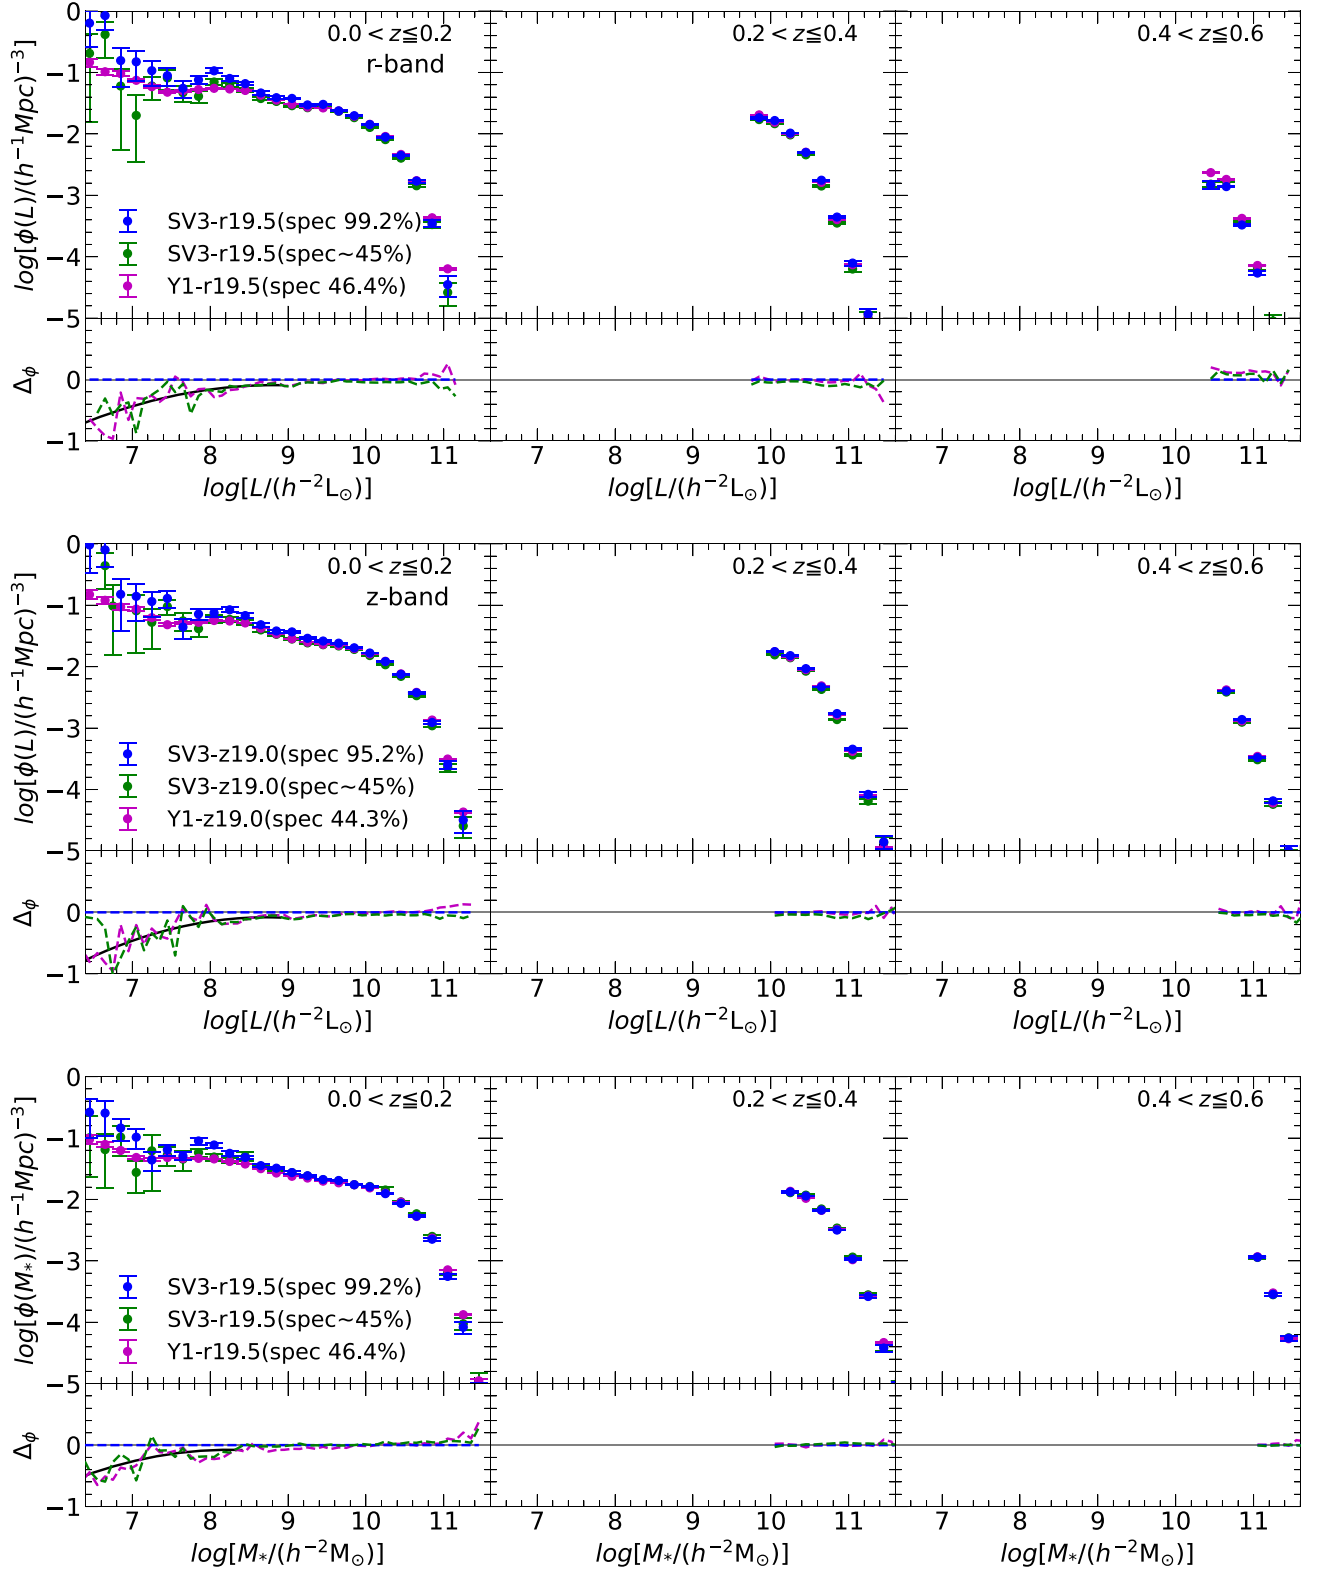 0.0 < z ≦ 0.2
r-band
0.2 < z ≦ 0.4
0.4 < z ≦ 0.6
log[ϕ(L)/(h⁻¹Mpc)⁻³]
0
−1
−2
−3
−4
−5
SV3-r19.5(spec 99.2%)
SV3-r19.5(spec~45%)
Y1-r19.5(spec 46.4%)
Δϕ
0
−1
7 8 9 10 11
7 8 9 10 11
7 8 9 10 11
log[L/(h⁻²L⊙)]
log[L/(h⁻²L⊙)]
log[L/(h⁻²L⊙)]
0.0 < z ≦ 0.2
z-band
0.2 < z ≦ 0.4
0.4 < z ≦ 0.6
log[ϕ(L)/(h⁻¹Mpc)⁻³]
0
−1
−2
−3
−4
−5
SV3-z19.0(spec 95.2%)
SV3-z19.0(spec~45%)
Y1-z19.0(spec 44.3%)
Δϕ
0
−1
7 8 9 10 11
7 8 9 10 11
7 8 9 10 11
log[L/(h⁻²L⊙)]
log[L/(h⁻²L⊙)]
log[L/(h⁻²L⊙)]
0.0 < z ≦ 0.2
0.2 < z ≦ 0.4
0.4 < z ≦ 0.6
log[ϕ(M*)/(h⁻¹Mpc)⁻³]
0
−1
−2
−3
−4
−5
SV3-r19.5(spec 99.2%)
SV3-r19.5(spec~45%)
Y1-r19.5(spec 46.4%)
Δϕ
0
−1
7 8 9 10 11
7 8 9 10 11
7 8 9 10 11
log[M*/(h⁻²M⊙)]
log[M*/(h⁻²M⊙)]
log[M*/(h⁻²M⊙)]